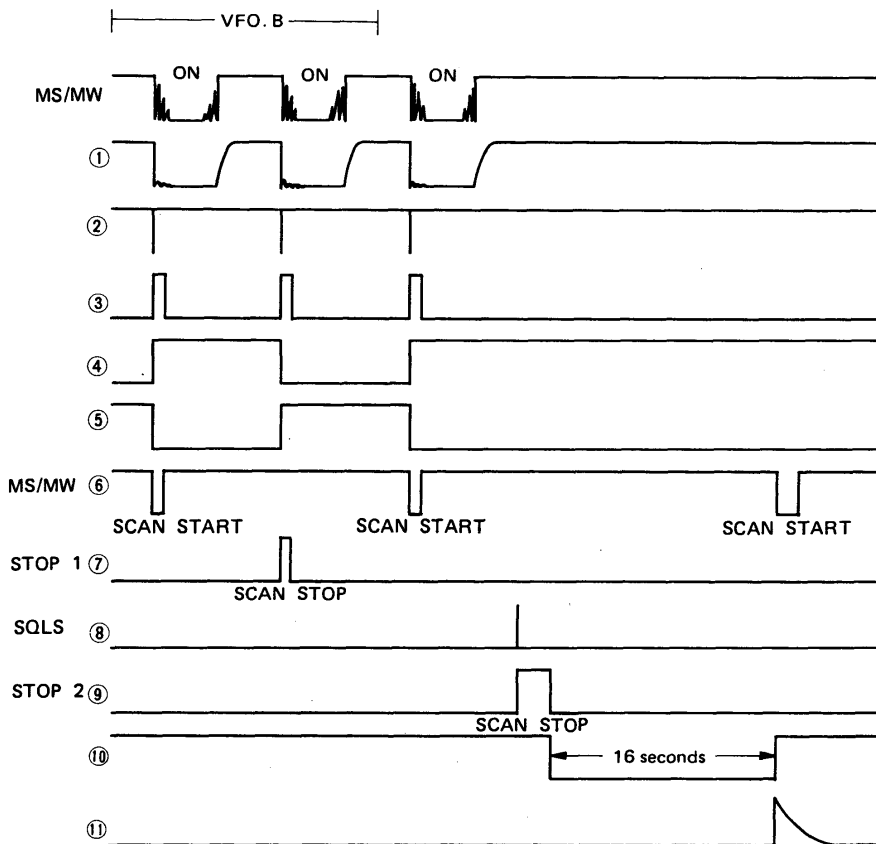 VFO. B
ON ON ON
MS/MW
①
②
③
④
⑤
MS/MW ⑥
SCAN START SCAN START SCAN START
STOP 1 ⑦
SCAN STOP
SQLS ⑧
STOP 2 ⑨
SCAN STOP
⑩ 16 seconds
⑪